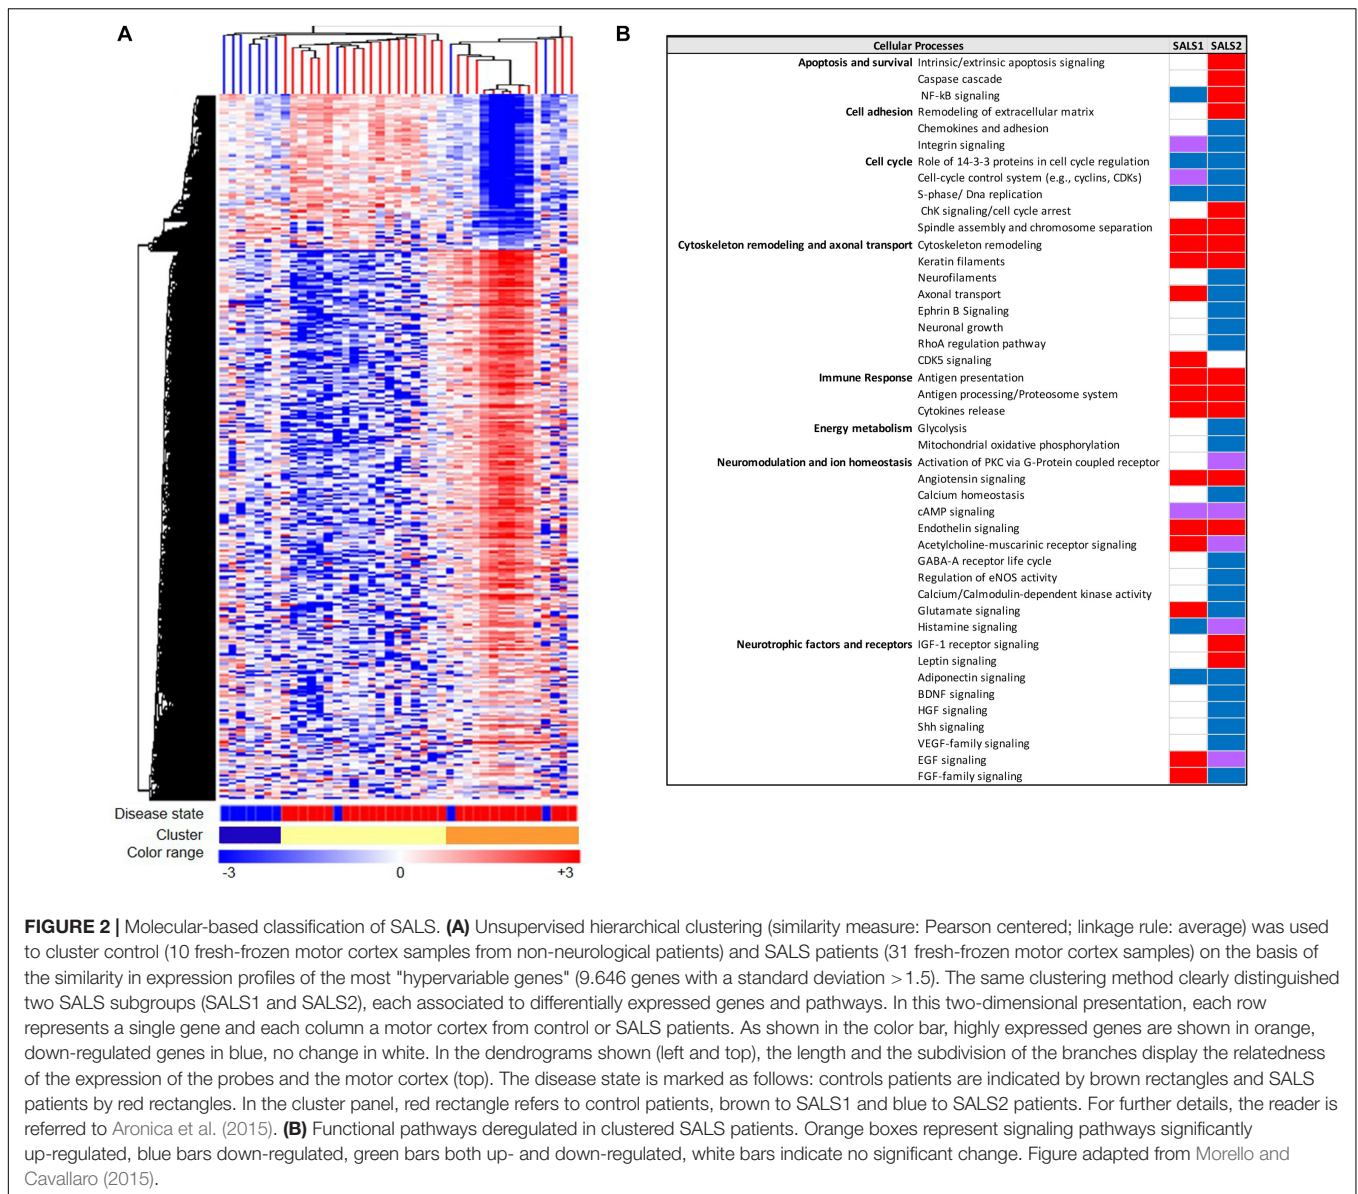 A
Disease state
Cluster
Color range
-3 0 +3
B
Cellular Processes SALS1 SALS2
Apoptosis and survival Intrinsic/extrinsic apoptosis signaling
Caspase cascade
NF-kB signaling
Cell adhesion Remodeling of extracellular matrix
Chemokines and adhesion
Integrin signaling
Cell cycle Role of 14-3-3 proteins in cell cycle regulation
Cell-cycle control system (e.g., cyclins, CDKs)
S-phase/ Dna replication
ChK signaling/cell cycle arrest
Spindle assembly and chromosome separation
Cytoskeleton remodeling and axonal transport Cytoskeleton remodeling
Keratin filaments
Neurofilaments
Axonal transport
Ephrin B Signaling
Neuronal growth
RhoA regulation pathway
CDK5 signaling
Immune Response Antigen presentation
Antigen processing/Proteosome system
Cytokines release
Energy metabolism Glycolysis
Mitochondrial oxidative phosphorylation
Neuromodulation and ion homeostasis Activation of PKC via G-Protein coupled receptor
Angiotensin signaling
Calcium homeostasis
cAMP signaling
Endothelin signaling
Acetylcholine-muscarinic receptor signaling
GABA-A receptor life cycle
Regulation of eNOS activity
Calcium/Calmodulin-dependent kinase activity
Glutamate signaling
Histamine signaling
Neurotrophic factors and receptors IGF-1 receptor signaling
Leptin signaling
Adiponectin signaling
BDNF signaling
HGF signaling
Shh signaling
VEGF-family signaling
EGF signaling
FGF-family signaling
FIGURE 2 | Molecular-based classification of SALS. (A) Unsupervised hierarchical clustering (similarity measure: Pearson centered; linkage rule: average) was used
to cluster control (10 fresh-frozen motor cortex samples from non-neurological patients) and SALS patients (31 fresh-frozen motor cortex samples) on the basis of
the similarity in expression profiles of the most "hypervariable genes" (9.646 genes with a standard deviation >1.5). The same clustering method clearly distinguished
two SALS subgroups (SALS1 and SALS2), each associated to differentially expressed genes and pathways. In this two-dimensional presentation, each row
represents a single gene and each column a motor cortex from control or SALS patients. As shown in the color bar, highly expressed genes are shown in orange,
down-regulated genes in blue, no change in white. In the dendrograms shown (left and top), the length and the subdivision of the branches display the relatedness
of the expression of the probes and the motor cortex (top). The disease state is marked as follows: controls patients are indicated by brown rectangles and SALS
patients by red rectangles. In the cluster panel, red rectangle refers to control patients, brown to SALS1 and blue to SALS2 patients. For further details, the reader is
referred to Aronica et al. (2015). (B) Functional pathways deregulated in clustered SALS patients. Orange boxes represent signaling pathways significantly
up-regulated, blue bars down-regulated, green bars both up- and down-regulated, white bars indicate no significant change. Figure adapted from Morello and
Cavallaro (2015).